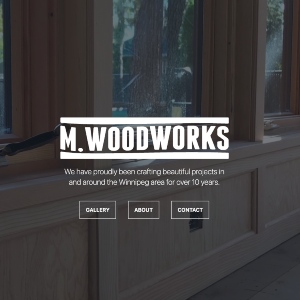 M. WOODWORKS
We have proudly been crafting beautiful projects in
and around the Winnipeg area for over 10 years.
GALLERY ABOUT CONTACT